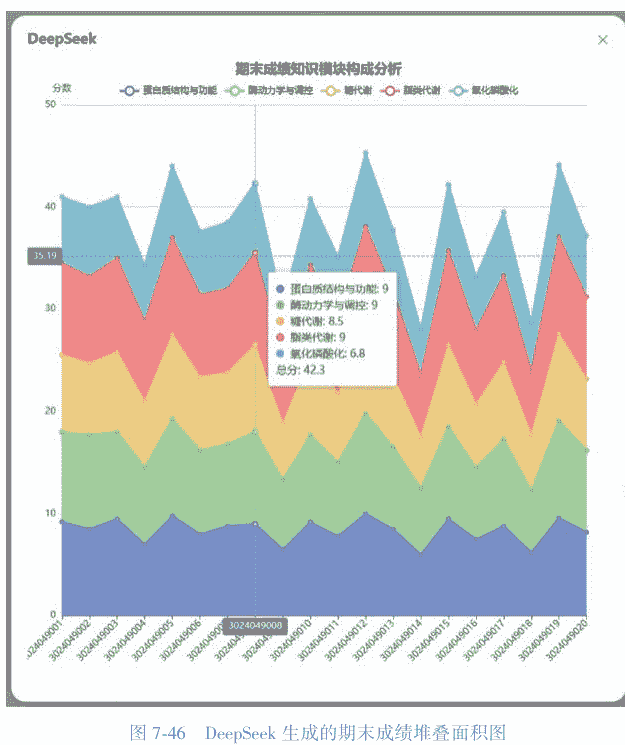 DeepSeek
×
期末成绩知识模块构成分析
分数
蛋白质结构与功能 酶动力学与调控 糖代谢 脂类代谢 氧化磷酸化
50
40
35.19
30
20
10
0
蛋白质结构与功能: 9
酶动力学与调控: 9
糖代谢: 8.5
脂类代谢: 9
氧化磷酸化: 6.8
总分: 42.3
3024049008
3024049002 3024049003 3024049004 3024049005 3024049006 3024049010 3024049011 3024049012 3024049013 3024049014 3024049015 3024049016 3024049017 3024049018 3024049019 3024049020
图 7-46 DeepSeek 生成的期末成绩堆叠面积图